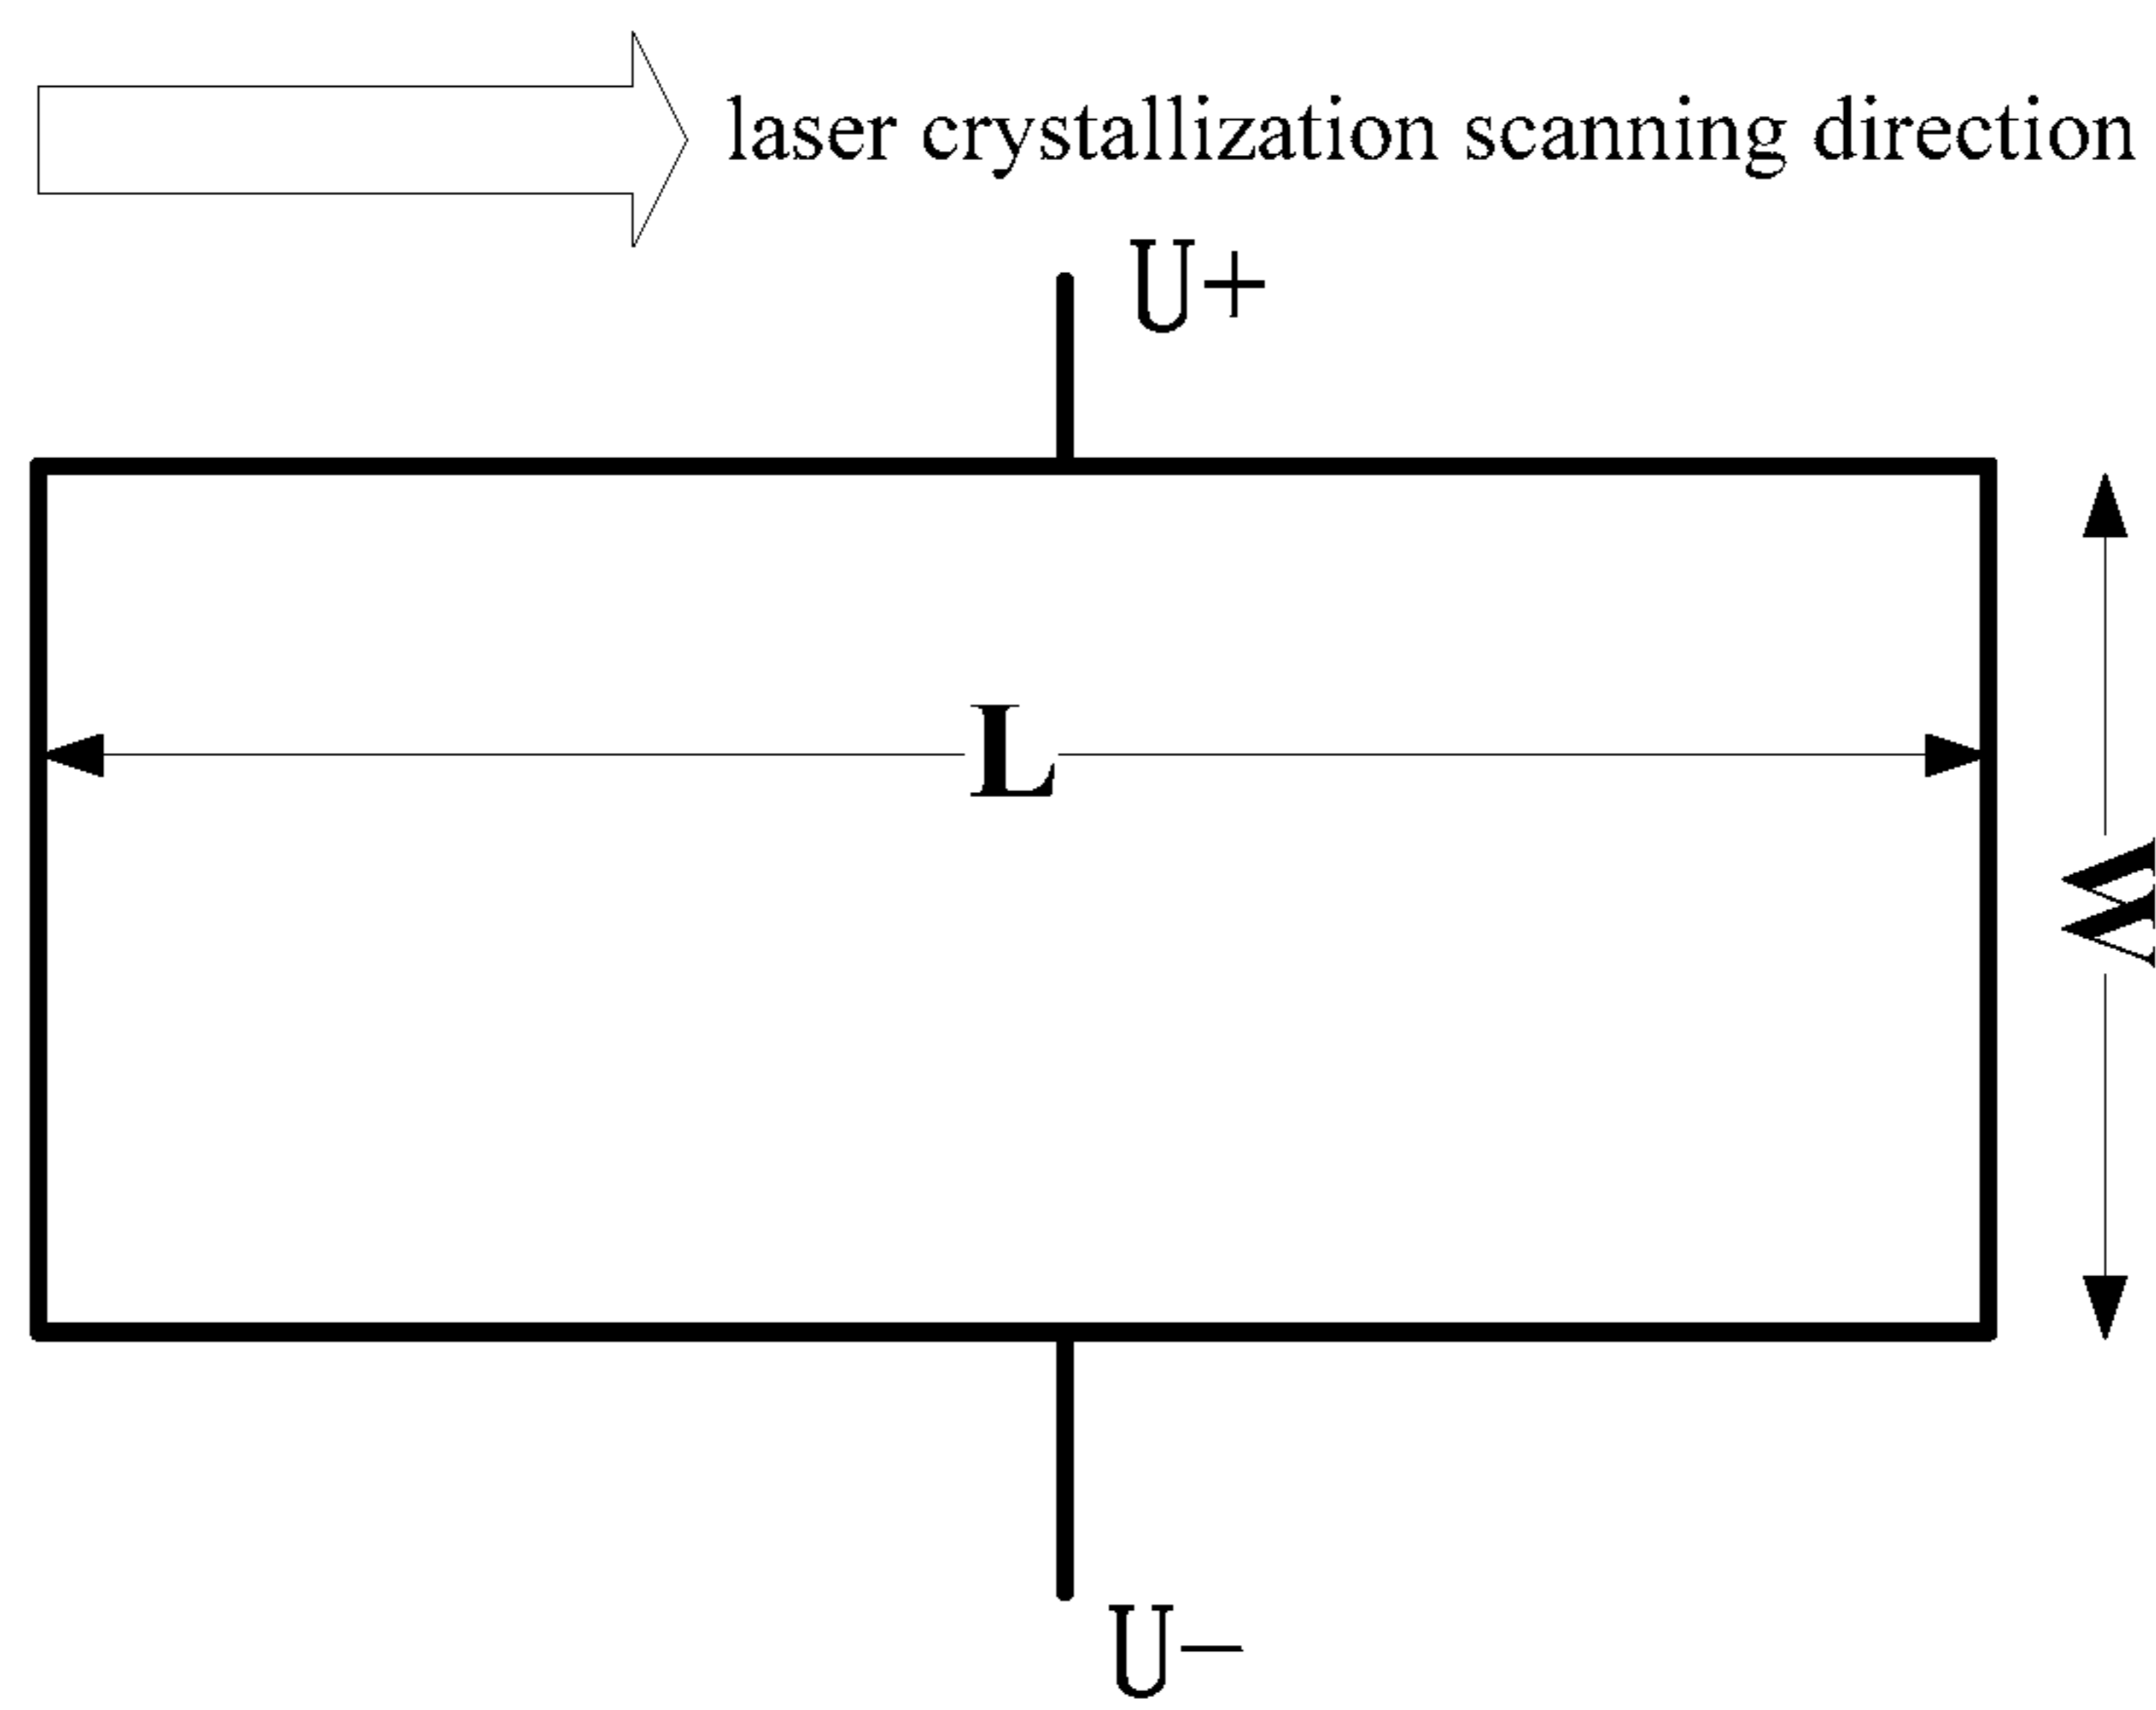 laser crystallization scanning direction
U+
L
W
U−